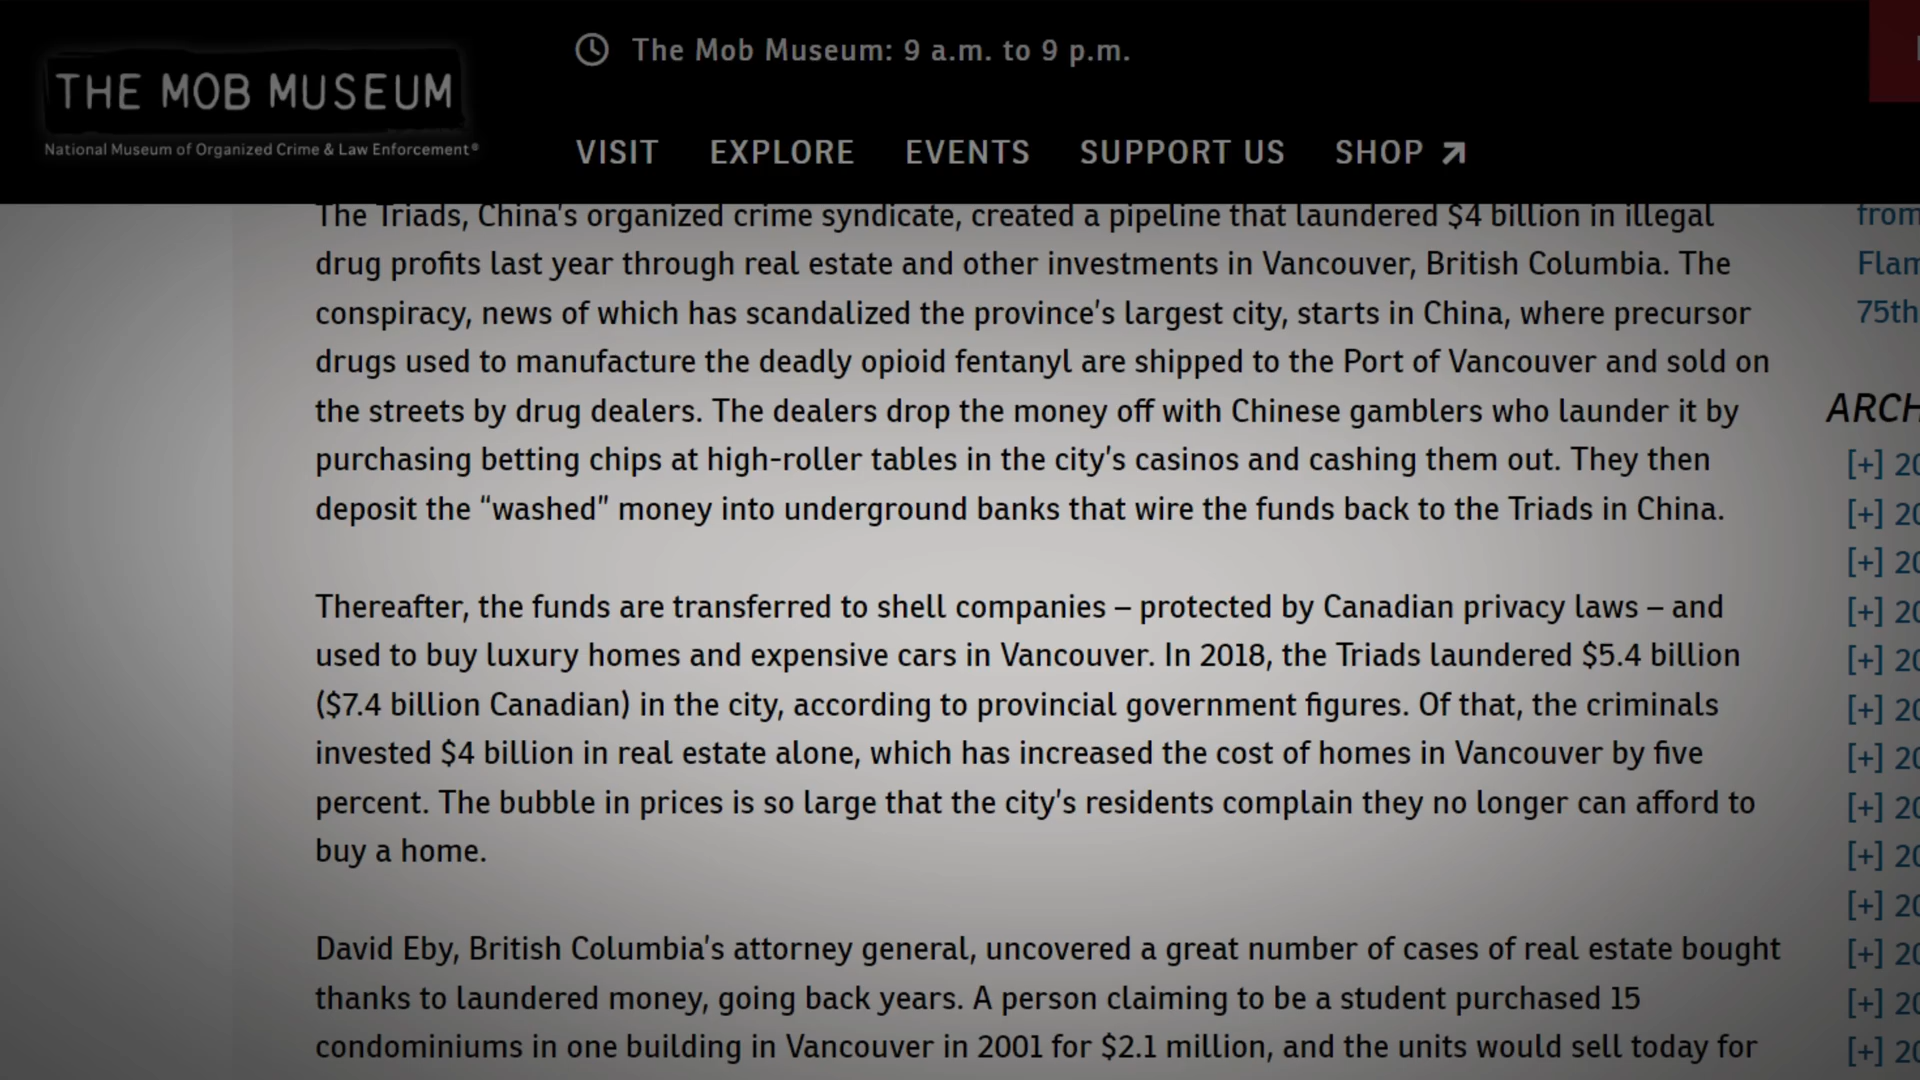 THE MOB MUSEUM
National Museum of Organized Crime & Law Enforcement®
The Mob Museum: 9 a.m. to 9 p.m.
VISIT EXPLORE EVENTS SUPPORT US SHOP
The Triads, China's organized crime syndicate, created a pipeline that laundered $4 billion in illegal
drug profits last year through real estate and other investments in Vancouver, British Columbia. The
conspiracy, news of which has scandalized the province's largest city, starts in China, where precursor
drugs used to manufacture the deadly opioid fentanyl are shipped to the Port of Vancouver and sold on
the streets by drug dealers. The dealers drop the money off with Chinese gamblers who launder it by
purchasing betting chips at high-roller tables in the city's casinos and cashing them out. They then
deposit the “washed” money into underground banks that wire the funds back to the Triads in China.
Thereafter, the funds are transferred to shell companies – protected by Canadian privacy laws – and
used to buy luxury homes and expensive cars in Vancouver. In 2018, the Triads laundered $5.4 billion
($7.4 billion Canadian) in the city, according to provincial government figures. Of that, the criminals
invested $4 billion in real estate alone, which has increased the cost of homes in Vancouver by five
percent. The bubble in prices is so large that the city's residents complain they no longer can afford to
buy a home.
David Eby, British Columbia's attorney general, uncovered a great number of cases of real estate bought
thanks to laundered money, going back years. A person claiming to be a student purchased 15
condominiums in one building in Vancouver in 2001 for $2.1 million, and the units would sell today for
from
75th
[+]
[+]
[+]
[+]
[+]
[+]
[+]
[+]
[+]
[+]
[+]
[+]
[+]